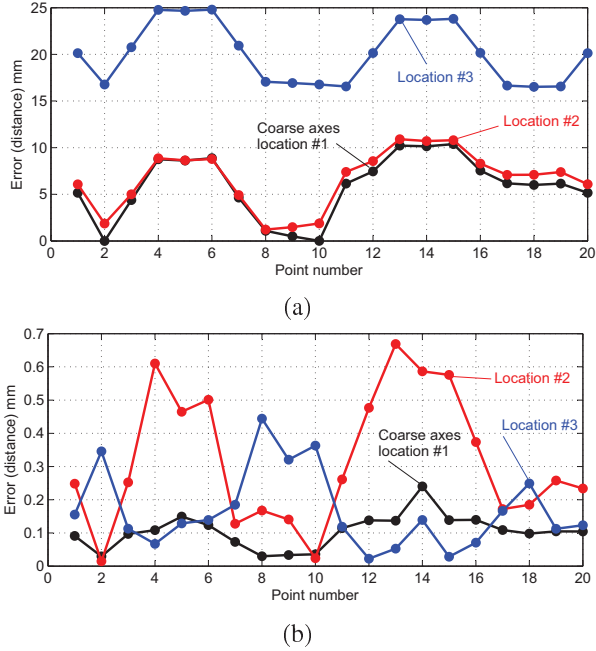 25
20
15
10
5
0
Error (distance) mm
Location #3
Coarse axes
location #1
Location #2
0 2 4 6 8 10 12 14 16 18 20
Point number
(a)
0.7
0.6
0.5
0.4
0.3
0.2
0.1
0
Error (distance) mm
Location #2
Location #3
Coarse axes
location #1
0 2 4 6 8 10 12 14 16 18 20
Point number
(b)